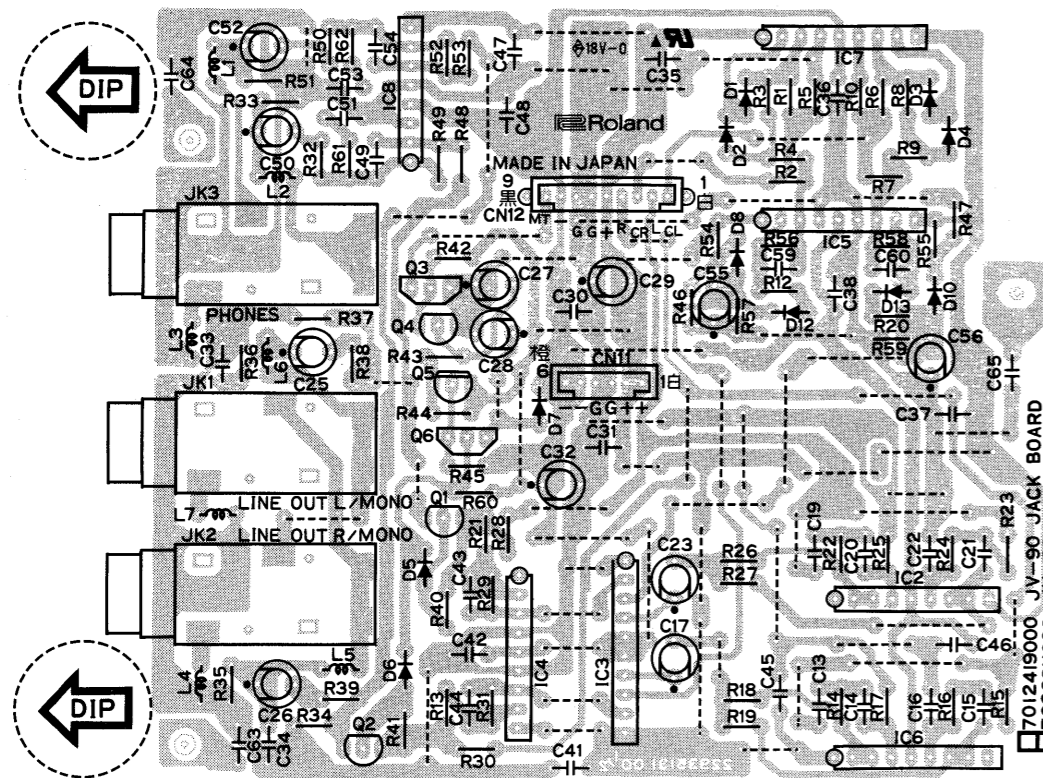 C52
R50
R62
C54
R52
R53
C47
18V-0
C35
IC7
C64
L1
R51
C53
DIP
R33
C51
IC8
C48
D1
R3
R1
R5
C36
R10
R6
R8
D3
R49
R48
Roland
D2
D4
C50
R32
R61
C49
R4
R9
MADE IN JAPAN
L2
R2
R7
JK3
9
黒
1
白
CN12
MT
- G G + R
CR L CL
R42
R54
D8
R56
IC5
R58
R55
R47
C59
C60
Q3
C27
C30
C29
C55
R46
R57
R12
C38
D13
D10
PHONES
R37
Q4
D12
R20
L3
C33
R36
L6
C25
R38
R43
C28
橙
6
CN11
1白
R59
C56
C65
JK1
Q5
R44
D7
- - G G + +
C37
Q6
C31
R45
C32
LINE OUT L/MONO
R60
Q1
L7
LINE OUT R/MONO
JK2
R21
R28
C19
R23
D5
C43
R29
C23
R26
R27
R22
C20
R25
C22
R24
C21
R40
IC2
C17
C42
C46
L5
D6
IC4
IC3
C45
C13
L4
R35
R39
DIP
C26
R34
R13
C44
R31
R18
R19
R14
C14
R17
C16
R16
C15
R15
C63
C34
Q2
R41
R30
C41
IC6
7012419000 JV-90 JACK BOARD